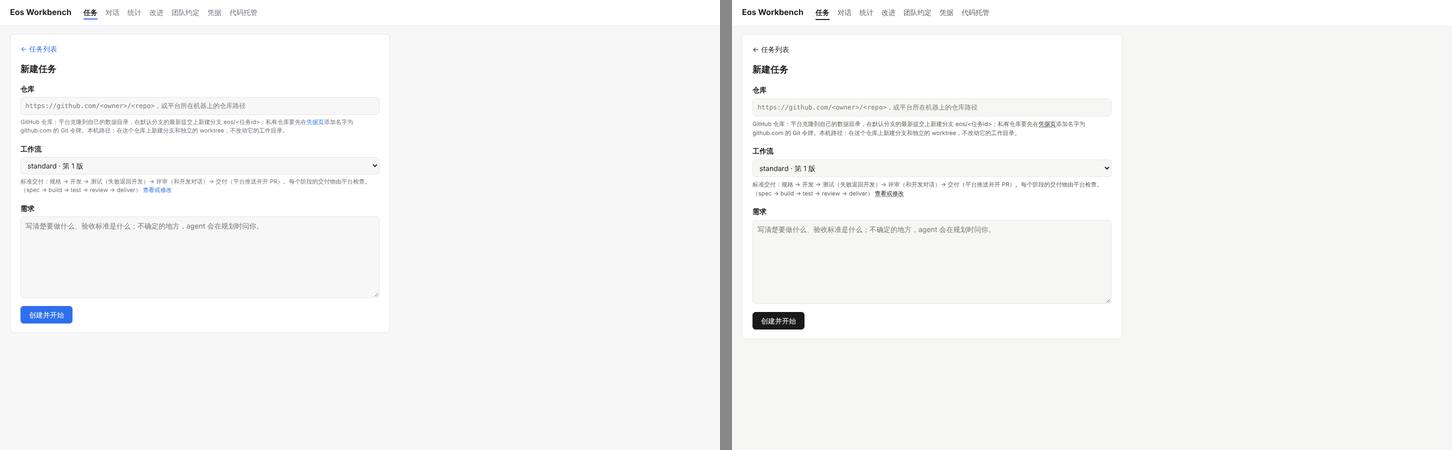 Eos Workbench 任务 对话 统计 改进 团队约定 凭据 代码托管
← 任务列表
新建任务
仓库
https://github.com/<owner>/<repo>，或平台所在机器上的仓库路径
GitHub 仓库：平台克隆到自己的数据目录，在默认分支的最新提交上新建分支 eos/<任务id>；私有仓库要先在凭据页添加名字为
github.com 的 Git 令牌。本机路径：在这个仓库上新建分支和独立的 worktree，不改动它的工作目录。
工作流
standard · 第 1 版
标准交付：规格 → 开发 → 测试（失败退回开发）→ 评审（和开发对话）→ 交付（平台推送并开 PR）。每个阶段的交付物由平台检查。
（spec → build → test → review → deliver） 查看或修改
需求
写清楚要做什么、验收标准是什么；不确定的地方，agent 会在规划时问你。
创建并开始
Eos Workbench 任务 对话 统计 改进 团队约定 凭据 代码托管
← 任务列表
新建任务
仓库
https://github.com/<owner>/<repo>，或平台所在机器上的仓库路径
GitHub 仓库：平台克隆到自己的数据目录，在默认分支的最新提交上新建分支 eos/<任务id>；私有仓库要先在凭据页添加名字为
github.com 的 Git 令牌。本机路径：在这个仓库上新建分支和独立的 worktree，不改动它的工作目录。
工作流
standard · 第 1 版
标准交付：规格 → 开发 → 测试（失败退回开发）→ 评审（和开发对话）→ 交付（平台推送并开 PR）。每个阶段的交付物由平台检查。
（spec → build → test → review → deliver） 查看或修改
需求
写清楚要做什么、验收标准是什么；不确定的地方，agent 会在规划时问你。
创建并开始